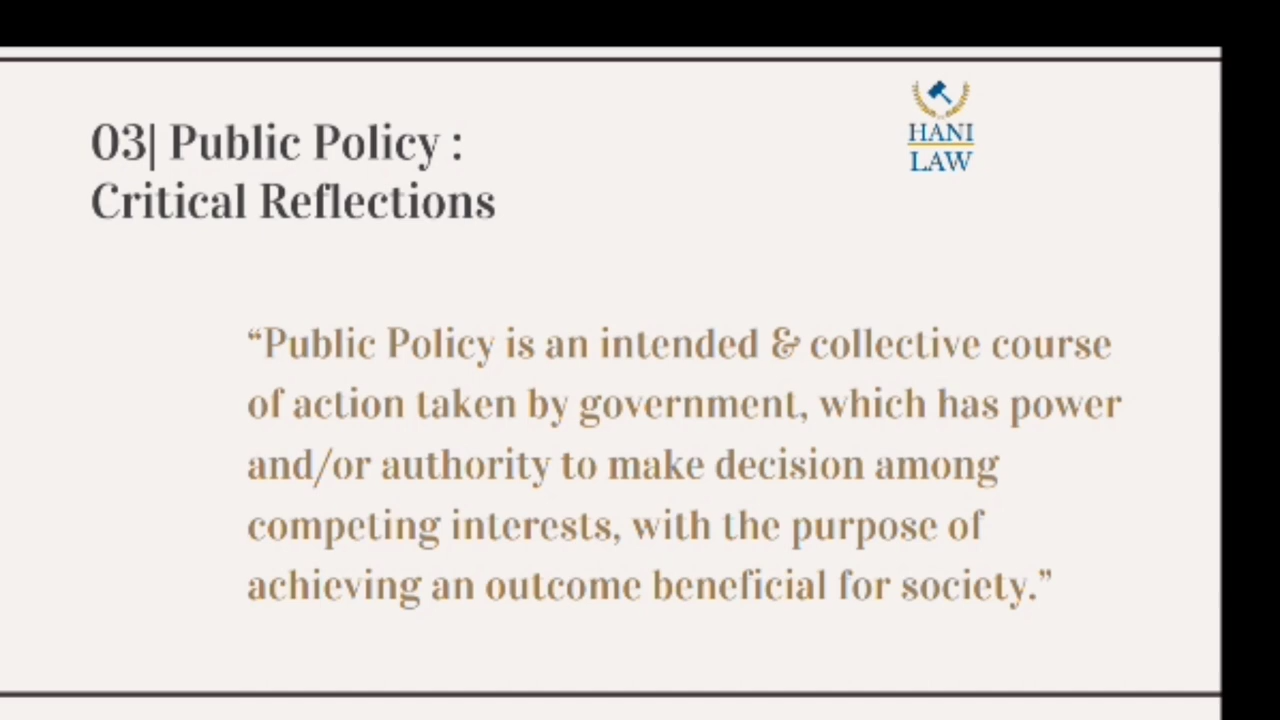 03| Public Policy :
Critical Reflections
HANI
LAW
“Public Policy is an intended & collective course
of action taken by government, which has power
and/or authority to make decision among
competing interests, with the purpose of
achieving an outcome beneficial for society.”